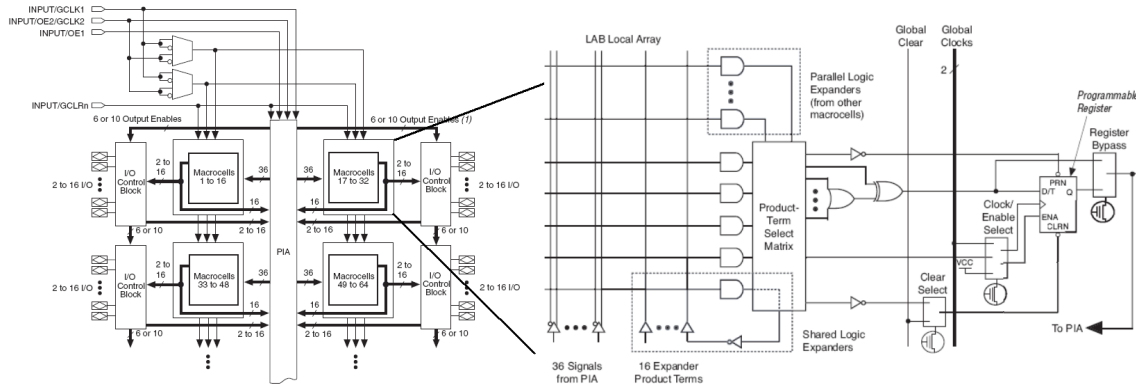 INPUT/GCLK1
INPUT/OE2/GCLK2
INPUT/OE1
INPUT/GCLRn
6 or 10 Output Enables
6 or 10 Output Enables (1)
I/O
Control
Block
2 to
16
Macrocells
1 to 16
36
36
Macrocells
17 to 32
2 to
16
I/O
Control
Block
2 to 16 I/O
2 to 16 I/O
16
16
2 to 16
2 to 16
6 or 10
6 or 10
PIA
I/O
Control
Block
2 to
16
Macrocells
33 to 48
36
36
Macrocells
49 to 64
2 to
16
I/O
Control
Block
2 to 16 I/O
2 to 16 I/O
16
16
2 to 16
2 to 16
6 or 10
6 or 10
LAB Local Array
Parallel Logic
Expanders
(from other
macrocells)
Global
Clear
Global
Clocks
2
Programmable
Register
Register
Bypass
Product-
Term
Select
Matrix
PRN
D/T
Q
ENA
CLRN
Clock/
Enable
Select
VCC
Clear
Select
To PIA
Shared Logic
Expanders
36 Signals
from PIA
16 Expander
Product Terms